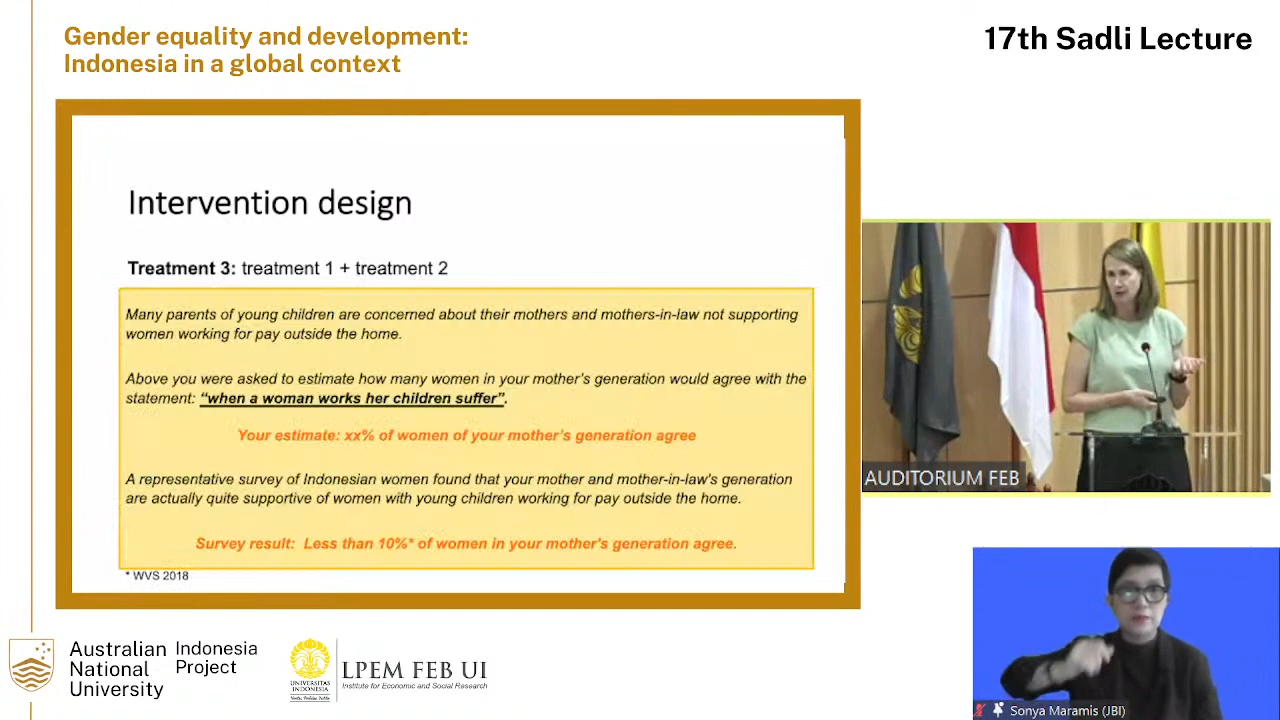 Gender equality and development:
Indonesia in a global context
17th Sadli Lecture
Intervention design
Treatment 3: treatment 1 + treatment 2
Many parents of young children are concerned about their mothers and mothers-in-law not supporting
women working for pay outside the home.
Above you were asked to estimate how many women in your mother's generation would agree with the
statement: "when a woman works her children suffer".
Your estimate: xx% of women of your mother's generation agree
A representative survey of Indonesian women found that your mother and mother-in-law's generation
are actually quite supportive of women with young children working for pay outside the home.
Survey result: Less than 10%* of women in your mother's generation agree.
* WVS 2018
AUDITORIUM FEB
Australian
National
University
Indonesia
Project
UNIVERSITAS
INDONESIA
LPEM FEB UI
Institute for Economic and Social Research
Sonya Maramis (JBI)